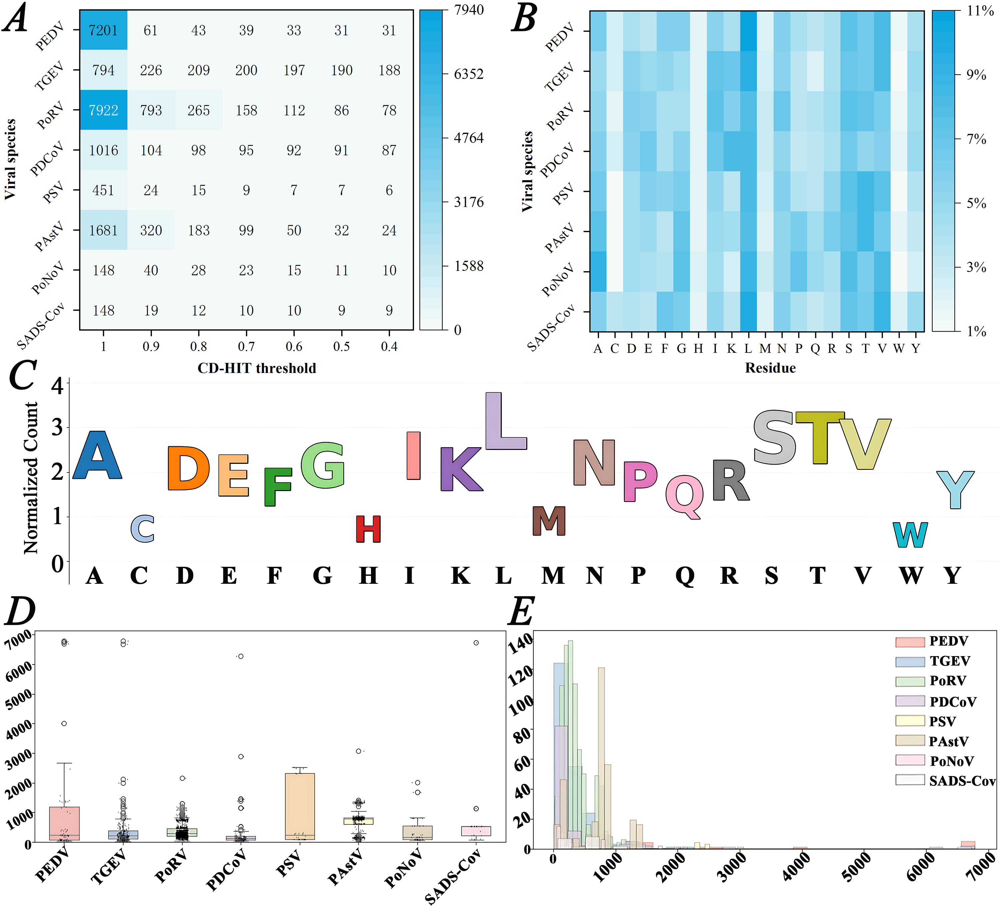 A
Viral species
PEDV 7201 61 43 39 33 31 31
TGEV 794 226 209 200 197 190 188
PoRV 7922 793 265 158 112 86 78
PDCoV 1016 104 98 95 92 91 87
PSV 451 24 15 9 7 7 6
PAstV 1681 320 183 99 50 32 24
PoNoV 148 40 28 23 15 11 10
SADS-Cov 148 19 12 10 10 9 9
1 0.9 0.8 0.7 0.6 0.5 0.4
CD-HIT threshold
7940
6352
4764
3176
1588
0
B
Viral species
PEDV
TGEV
PoRV
PDCoV
PSV
PAstV
PoNoV
SADS-Cov
A C D E F G H I K L M N P Q R S T V W Y
Residue
11%
9%
7%
5%
3%
1%
C
Normalized Count
4
3
2
1
0
A C D E F G H I K L M N P Q R S T V W Y
A C D E F G H I K L M N P Q R S T V W Y
D
7000
6000
5000
4000
3000
2000
1000
0
PEDV TGEV PoRV PDCoV PSV PAstV PoNoV SADS-Cov
E
140
120
100
80
60
40
20
0
0 1000 2000 3000 4000 5000 6000 7000
PEDV
TGEV
PoRV
PDCoV
PSV
PAstV
PoNoV
SADS-Cov